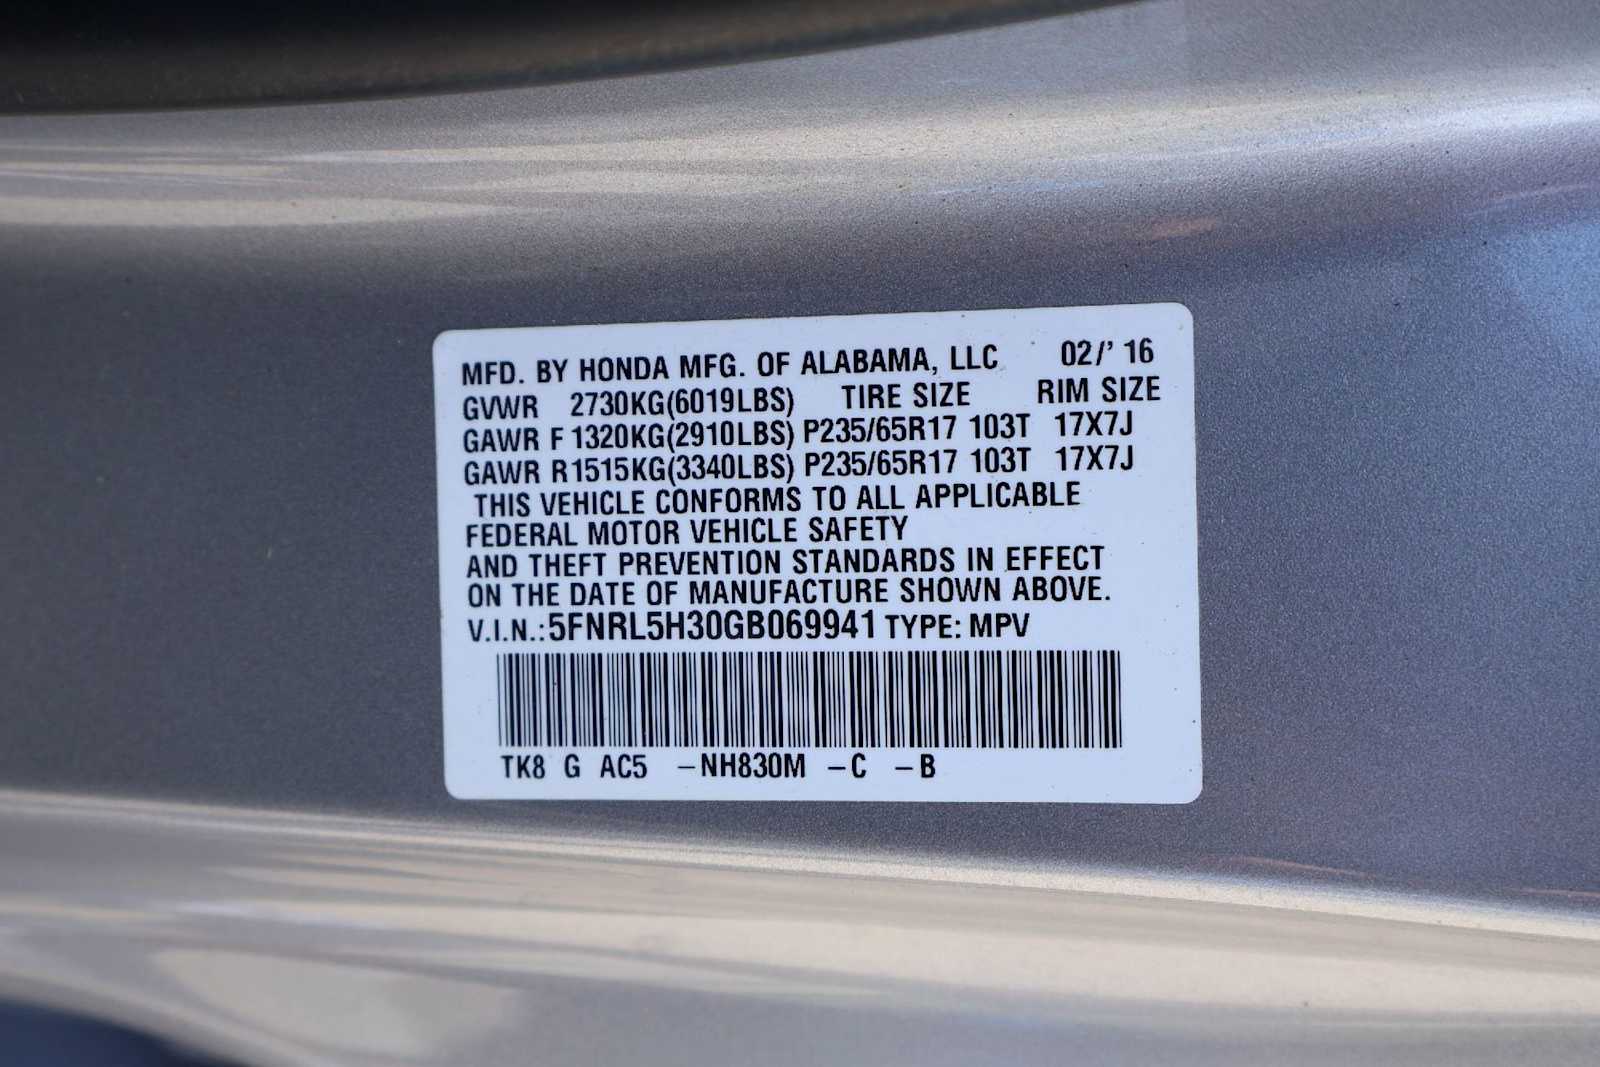 MFD. BY HONDA MFG. OF ALABAMA, LLC 02/' 16
GVWR 2730KG(6019LBS) TIRE SIZE RIM SIZE
GAWR F 1320KG(2910LBS) P235/65R17 103T 17X7J
GAWR R 1515KG(3340LBS) P235/65R17 103T 17X7J
THIS VEHICLE CONFORMS TO ALL APPLICABLE
FEDERAL MOTOR VEHICLE SAFETY
AND THEFT PREVENTION STANDARDS IN EFFECT
ON THE DATE OF MANUFACTURE SHOWN ABOVE.
V.I.N.: 5FNRL5H30GB069941 TYPE: MPV
TK8 G AC5 -NH830M -C -B